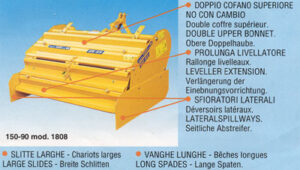 • DOPPIO COFANO SUPERIORE
NO CON CAMBIO
Double coffre supérieur.
DOUBLE UPPER BONNET.
Obere Doppelhaube.
• PROLUNGA LIVELLATORE
Rallonge livelleaux.
LEVELLER EXTENSION.
Verlängerung der
Einebnungsvorrichtung.
• SFIORATORI LATERALI
Déversoirs latéraux.
LATERALSPILLWAYS.
Seitliche Abstreifer.
150-90 mod. 1808
• SLITTE LARGHE - Chariots larges
LARGE SLIDES - Breite Schlitten
• VANGHE LUNGHE - Bêches longues
LONG SPADES - Lange Spaten.